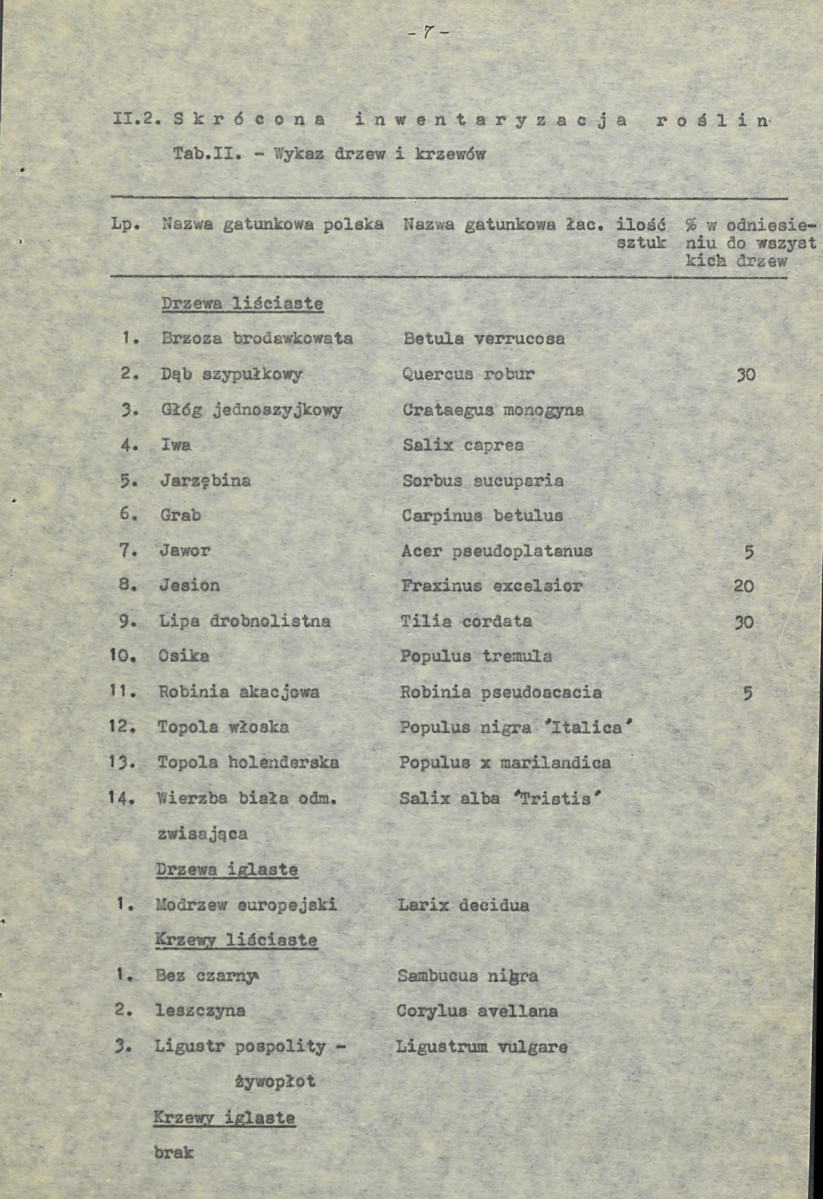 - 7 -
II.2. S k r ó c o n a   i n w e n t a r y z a c j a   r o ś l i n
Tab.II. - Wykaz drzew i krzewów
Lp. Nazwa gatunkowa polska Nazwa gatunkowa łac. ilość % w odniesie-
sztuk niu do wszyst
kich drzew
Drzewa liściaste
1. Brzoza brodawkowata Betula verrucosa
2. Dąb szypułkowy Quercus robur 30
3. Głóg jednoszyjkowy Crataegus monogyna
4. Iwa Salix caprea
5. Jarzębina Sorbus aucuparia
6. Grab Carpinus betulus
7. Jawor Acer pseudoplatanus 5
8. Jesion Fraxinus excelsior 20
9. Lipa drobnolistna Tilia cordata 30
10. Osika Populus tremula
11. Robinia akacjowa Robinia pseudoacacia 5
12. Topola włoska Populus nigra "Italica"
13. Topola holenderska Populus x marilandica
14. Wierzba biała odm. Salix alba "Tristis"
zwisająca
Drzewa iglaste
1. Modrzew europejski Larix decidua
Krzewy liściaste
1. Bez czarny Sambucus nigra
2. leszczyna Corylus avellana
3. Ligustr pospolity - Ligustrum vulgare
żywopłot
Krzewy iglaste
brak